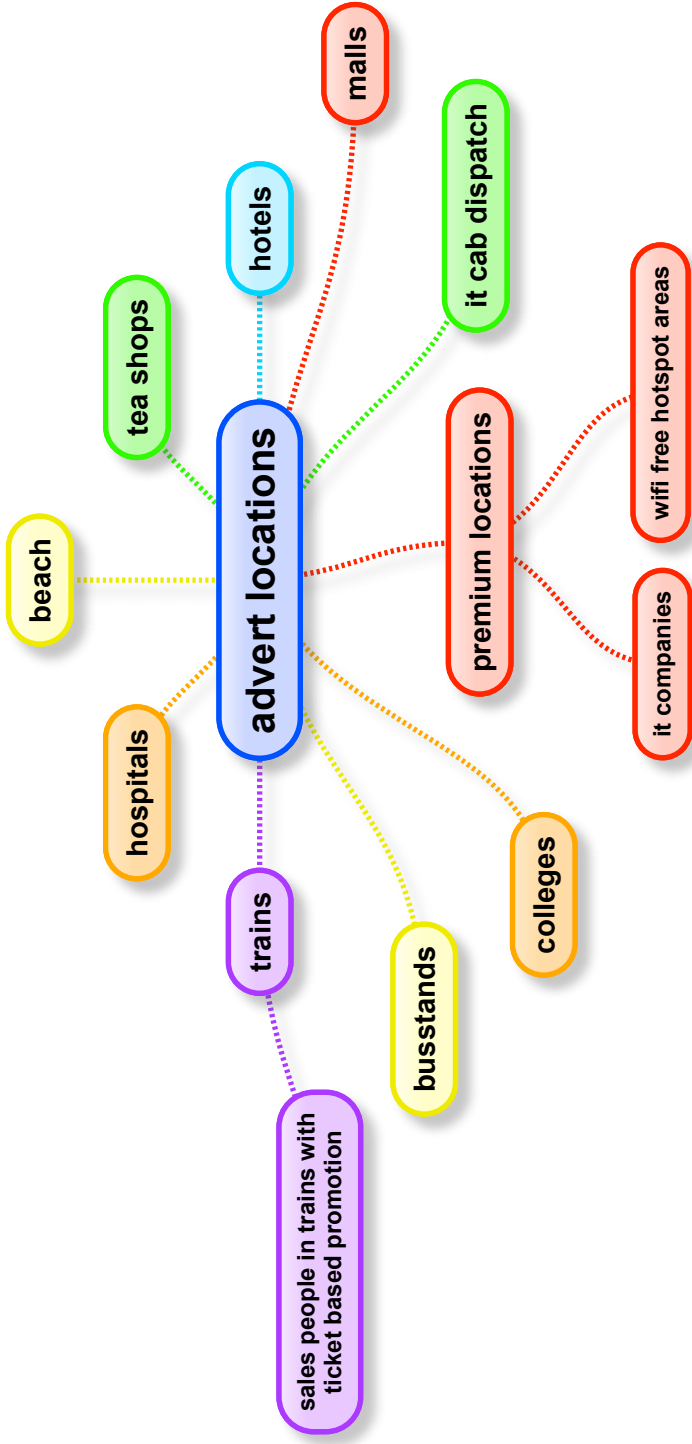 beach
hospitals
tea shops
trains
advert locations
hotels
sales people in trains with
ticket based promotion
malls
busstands
it cab dispatch
premium locations
colleges
it companies
wifi free hotspot areas